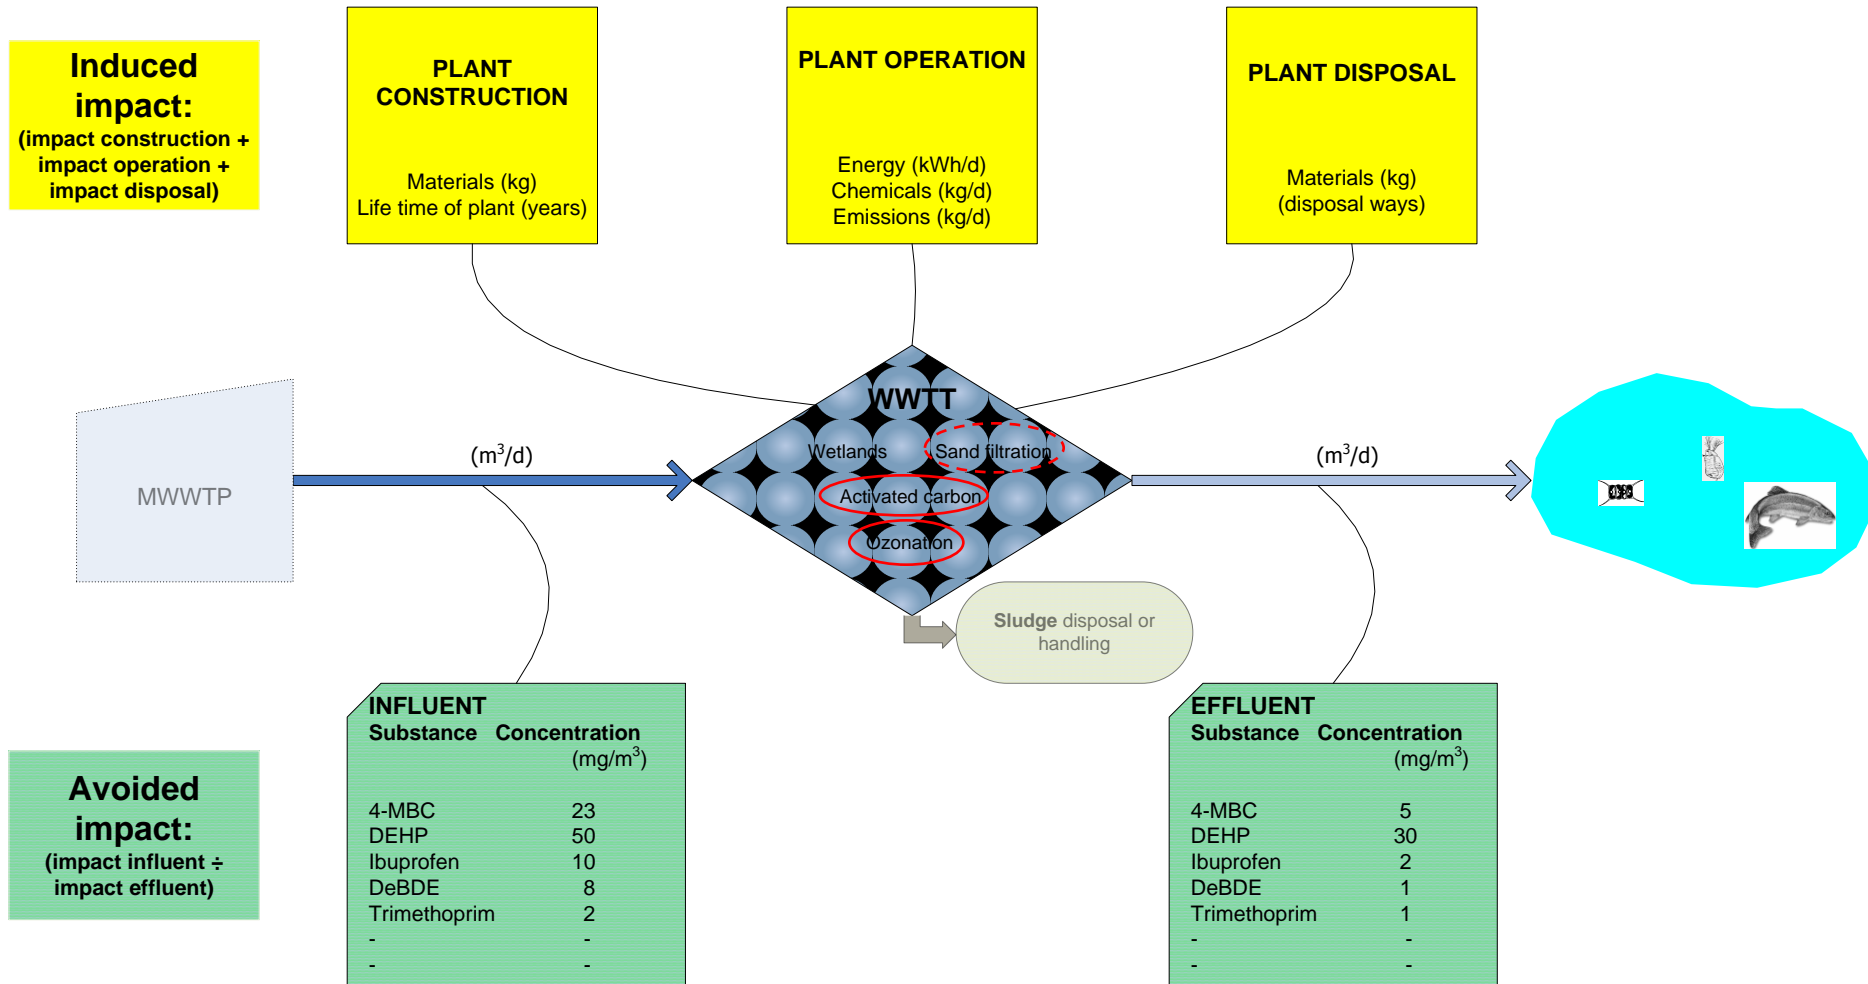 Induced
impact:
(impact construction +
impact operation +
impact disposal)
PLANT
CONSTRUCTION
Materials (kg)
Life time of plant (years)
PLANT OPERATION
Energy (kWh/d)
Chemicals (kg/d)
Emissions (kg/d)
PLANT DISPOSAL
Materials (kg)
(disposal ways)
MWWTP
(m³/d)
WWTT
Wetlands
Sand filtration
Activated carbon
Ozonation
(m³/d)
Sludge disposal or
handling
Avoided
impact:
(impact influent ÷
impact effluent)
INFLUENT
Substance Concentration
(mg/m³)
4-MBC 23
DEHP 50
Ibuprofen 10
DeBDE 8
Trimethoprim 2
- -
- -
EFFLUENT
Substance Concentration
(mg/m³)
4-MBC 5
DEHP 30
Ibuprofen 2
DeBDE 1
Trimethoprim 1
- -
- -